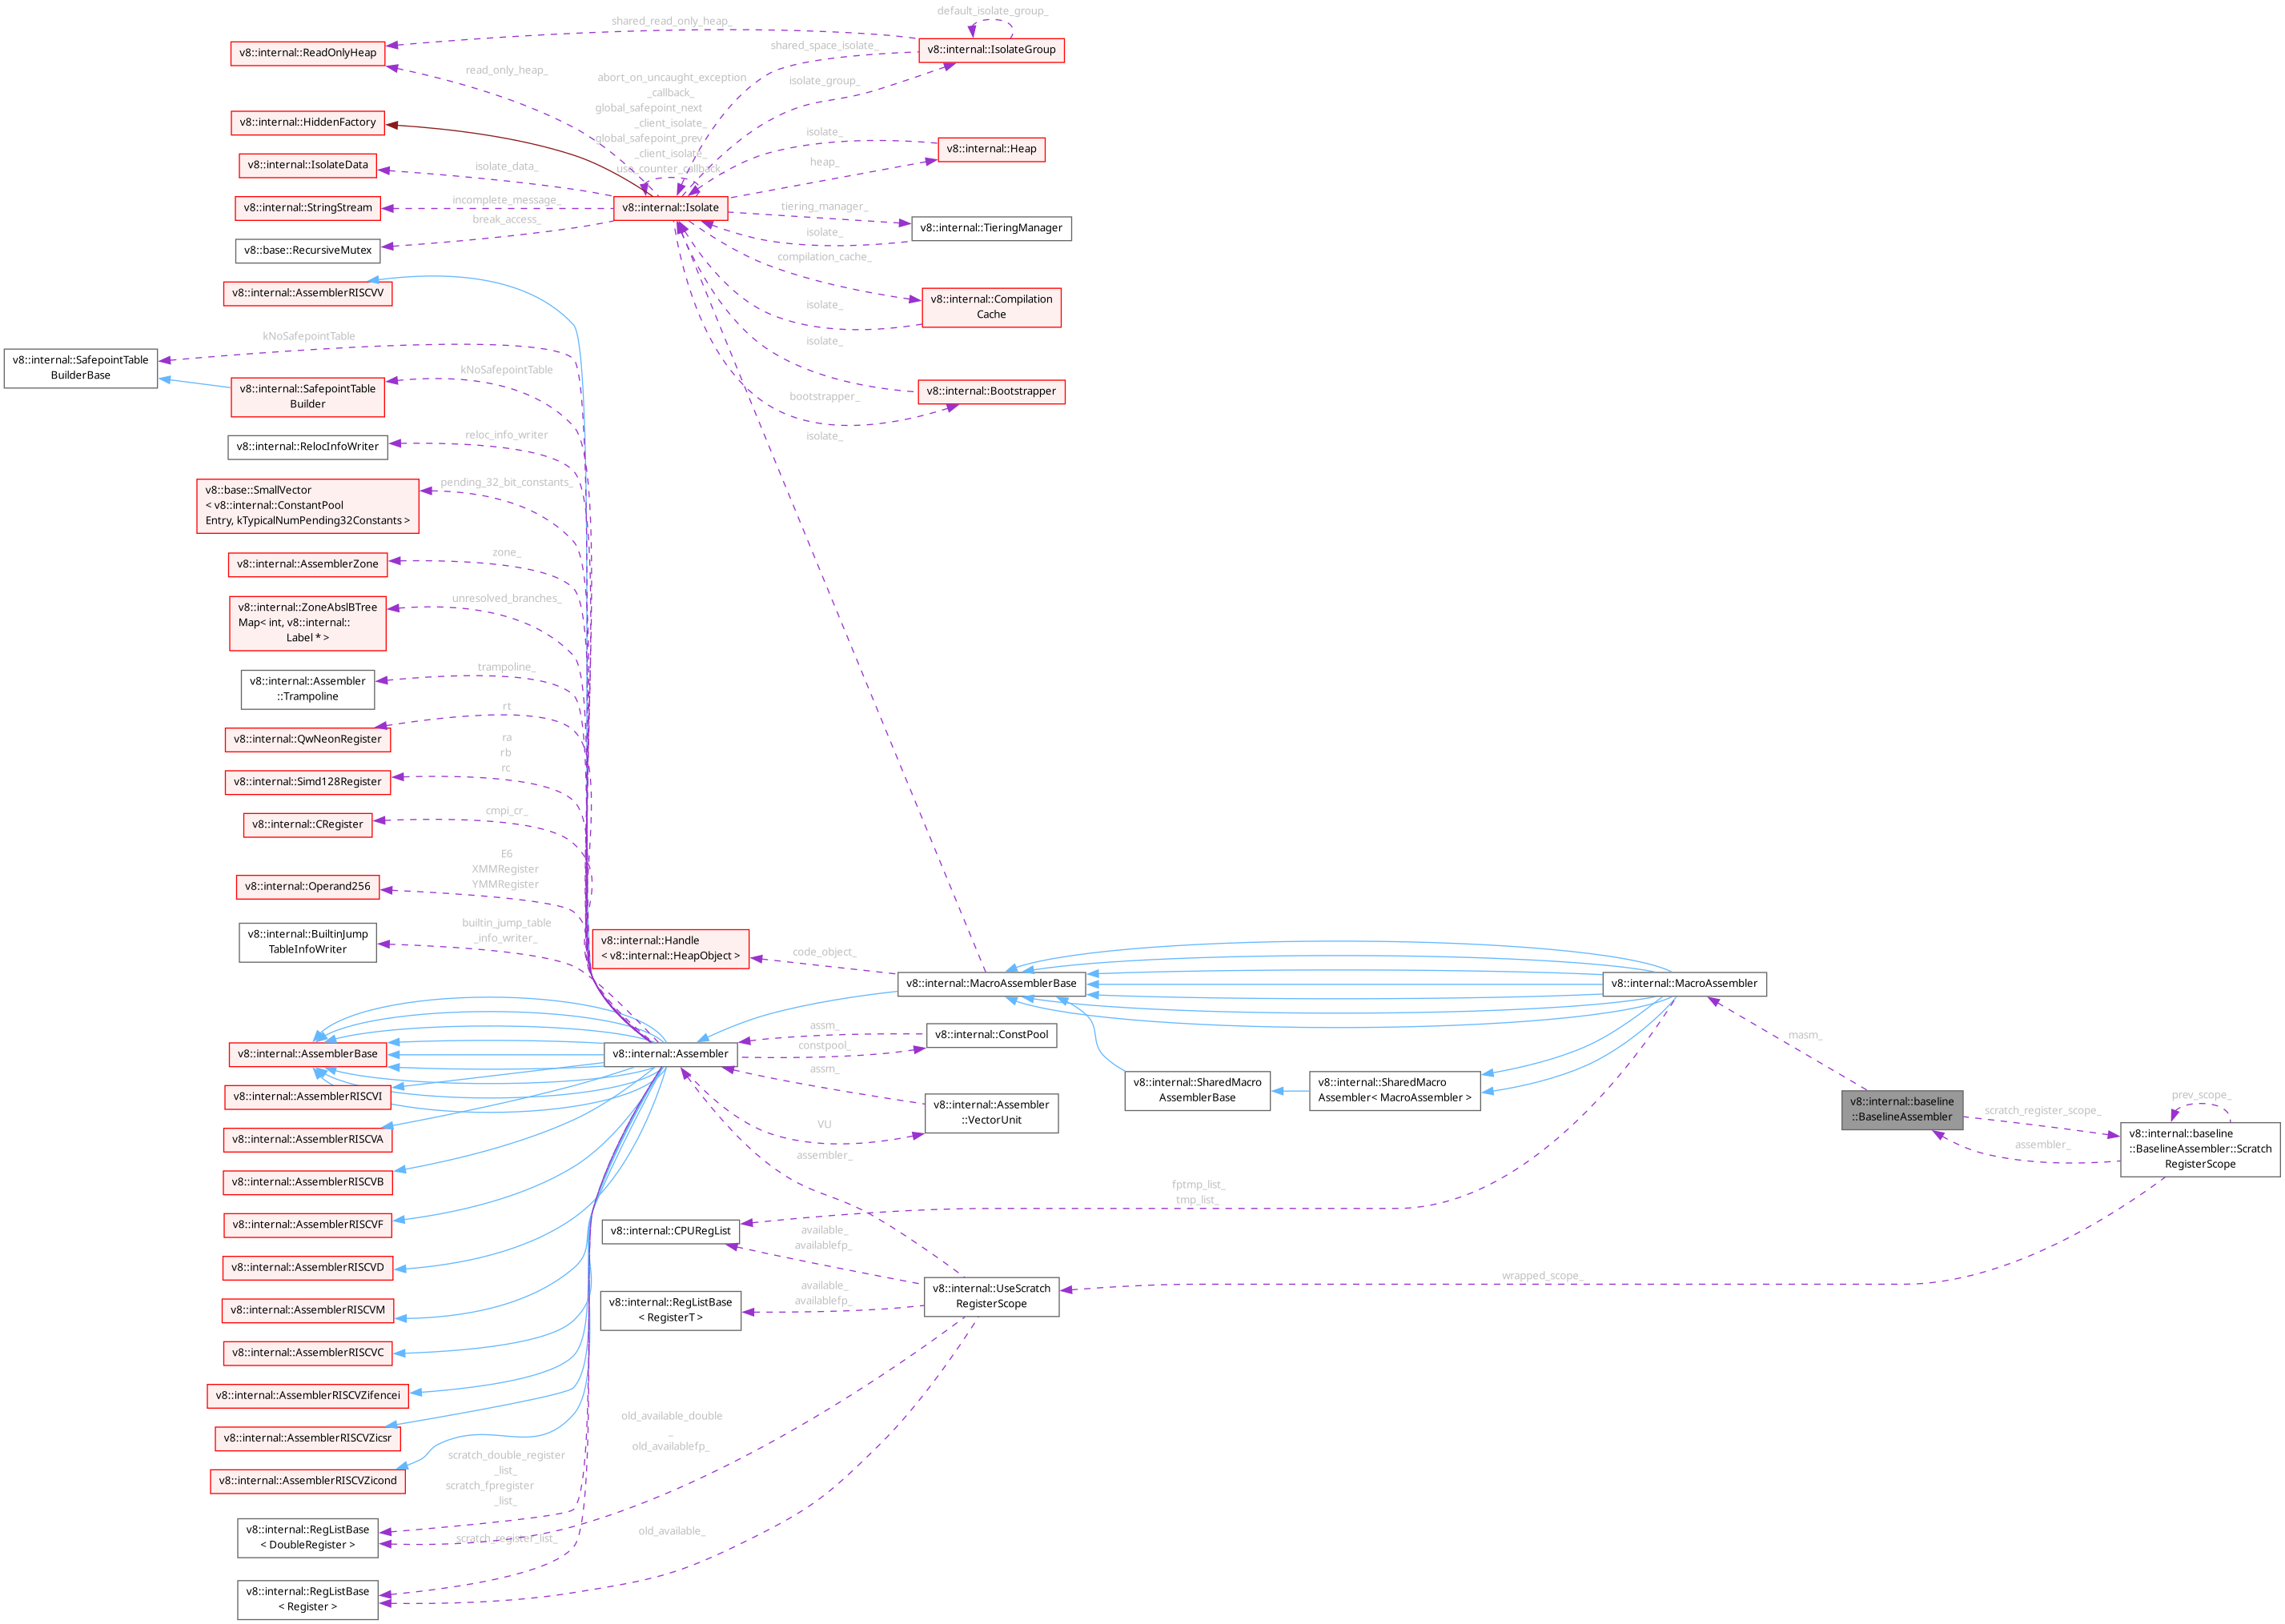 default_isolate_group_
shared_read_only_heap_
v8::internal::ReadOnlyHeap
shared_space_isolate_
v8::internal::IsolateGroup
read_only_heap_
abort_on_uncaught_exception
_callback_
global_safepoint_next
_client_isolate_
global_safepoint_prev
_client_isolate_
use_counter_callback_
isolate_group_
v8::internal::HiddenFactory
isolate_
v8::internal::Heap
v8::internal::IsolateData
isolate_data_
heap_
v8::internal::StringStream
incomplete_message_
v8::internal::Isolate
tiering_manager_
v8::internal::TieringManager
break_access_
isolate_
v8::base::RecursiveMutex
compilation_cache_
v8::internal::AssemblerRISCVV
isolate_
v8::internal::Compilation
Cache
kNoSafepointTable
isolate_
v8::internal::SafepointTable
BuilderBase
v8::internal::SafepointTable
Builder
kNoSafepointTable
bootstrapper_
v8::internal::Bootstrapper
isolate_
v8::internal::RelocInfoWriter
reloc_info_writer
v8::base::SmallVector
< v8::internal::ConstantPool
Entry, kTypicalNumPending32Constants >
pending_32_bit_constants_
v8::internal::AssemblerZone
zone_
v8::internal::ZoneAbslBTree
Map< int, v8::internal::
Label * >
unresolved_branches_
v8::internal::Assembler
::Trampoline
trampoline_
v8::internal::QwNeonRegister
rt
v8::internal::Simd128Register
ra
rb
rc
v8::internal::CRegister
cmpi_cr_
v8::internal::Operand256
E6
XMMRegister
YMMRegister
v8::internal::BuiltinJump
TableInfoWriter
builtin_jump_table
_info_writer_
v8::internal::Handle
< v8::internal::HeapObject >
code_object_
v8::internal::MacroAssemblerBase
v8::internal::MacroAssembler
v8::internal::AssemblerBase
v8::internal::Assembler
assm_
constpool_
v8::internal::ConstPool
masm_
assm_
v8::internal::AssemblerRISCVI
v8::internal::SharedMacro
AssemblerBase
v8::internal::SharedMacro
Assembler< MacroAssembler >
v8::internal::baseline
::BaselineAssembler
scratch_register_scope_
prev_scope_
v8::internal::AssemblerRISCVA
VU
v8::internal::Assembler
::VectorUnit
assembler_
v8::internal::baseline
::BaselineAssembler::Scratch
RegisterScope
assembler_
v8::internal::AssemblerRISCVB
fptmp_list_
tmp_list_
v8::internal::AssemblerRISCVF
v8::internal::CPURegList
available_
availablefp_
v8::internal::AssemblerRISCVD
wrapped_scope_
v8::internal::UseScratch
RegisterScope
v8::internal::AssemblerRISCVM
v8::internal::RegListBase
< RegisterT >
available_
availablefp_
v8::internal::AssemblerRISCVC
v8::internal::AssemblerRISCVZifencei
v8::internal::AssemblerRISCVZicsr
old_available_double
_
old_availablefp_
v8::internal::AssemblerRISCVZicond
scratch_double_register
_list_
scratch_fpregister
_list_
v8::internal::RegListBase
< DoubleRegister >
scratch_register_list_
old_available_
v8::internal::RegListBase
< Register >